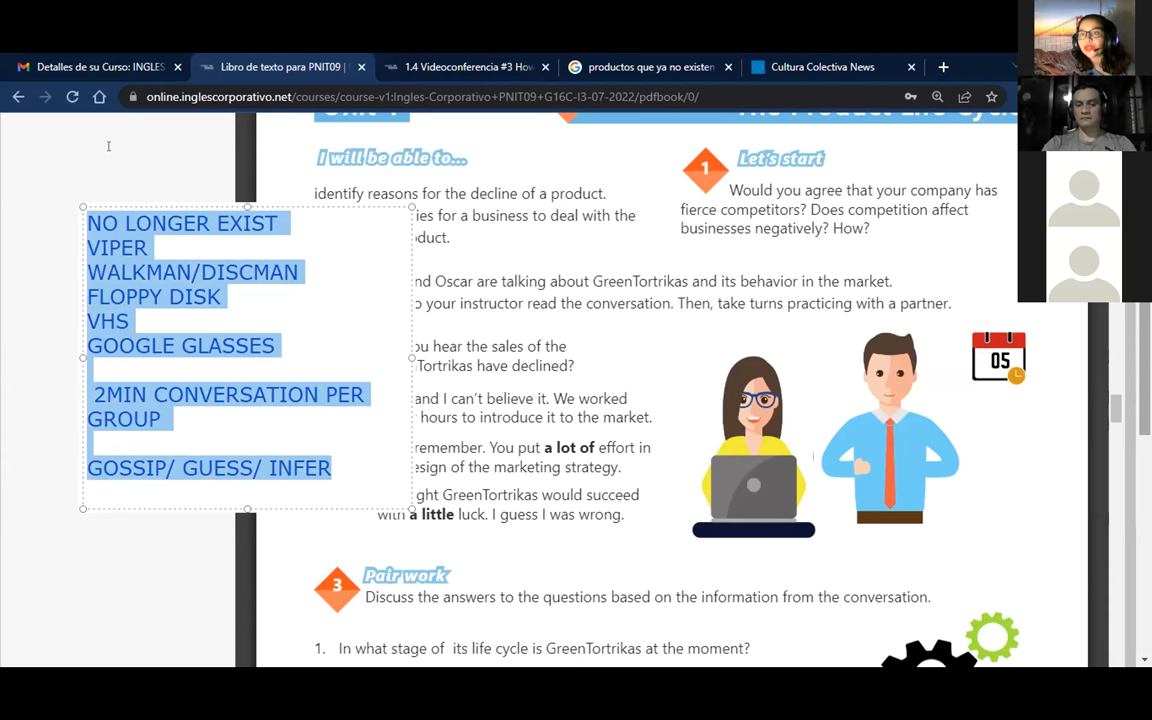 Detalles de su Curso: INGLES
Libro de texto para PNIT09 |
1.4 Videoconferencia #3 How
productos que ya no existen
Cultura Colectiva News
online.inglescorporativo.net/courses/course-v1:Ingles-Corporativo+PNIT09+G16C-I3-07-2022/pdfbook/0/
I will be able to...
1
Let's start
identify reasons for the decline of a product.
ies for a business to deal with the
oduct.
Would you agree that your company has
fierce competitors? Does competition affect
businesses negatively? How?
NO LONGER EXIST
VIPER
WALKMAN/DISCMAN
FLOPPY DISK
VHS
GOOGLE GLASSES
2MIN CONVERSATION PER
GROUP
GOSSIP/ GUESS/ INFER
nd Oscar are talking about GreenTortrikas and its behavior in the market.
o your instructor read the conversation. Then, take turns practicing with a partner.
ou hear the sales of the
Tortrikas have declined?
and I can't believe it. We worked
hours to introduce it to the market.
remember. You put a lot of effort in
esign of the marketing strategy.
ght GreenTortrikas would succeed
with a little luck. I guess I was wrong.
05
3
Pair work
Discuss the answers to the questions based on the information from the conversation.
1. In what stage of its life cycle is GreenTortrikas at the moment?